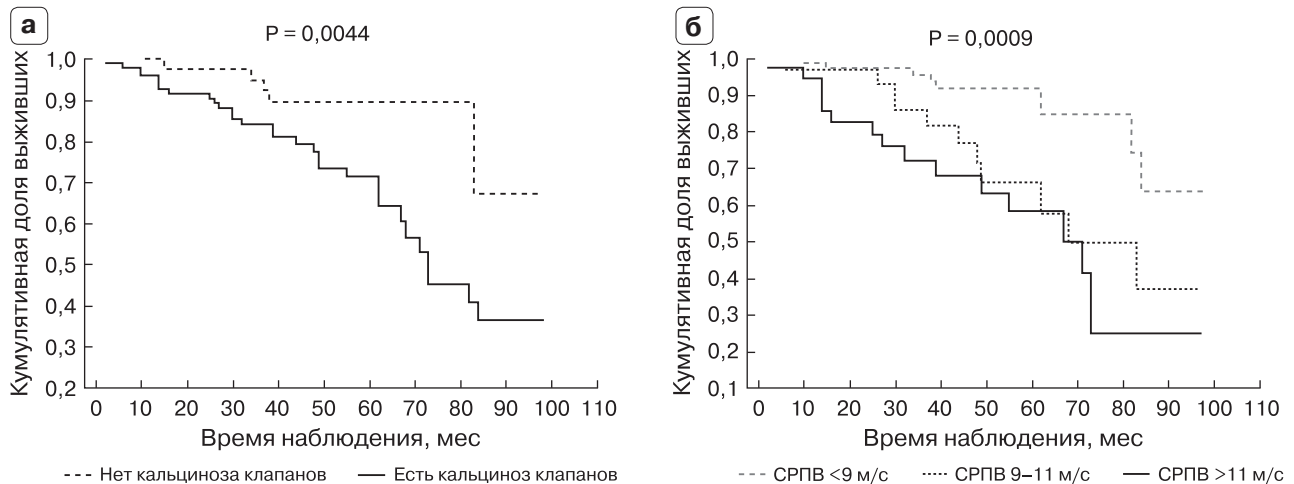 а
P = 0,0044
Кумулятивная доля выживших
1,0
0,9
0,8
0,7
0,6
0,5
0,4
0,3
0,2
0 10 20 30 40 50 60 70 80 90 100 110
Время наблюдения, мес
Нет кальциноза клапанов Есть кальциноз клапанов
б
P = 0,0009
Кумулятивная доля выживших
1,0
0,9
0,8
0,7
0,6
0,5
0,4
0,3
0,2
0,1
0 10 20 30 40 50 60 70 80 90 100 110
Время наблюдения, мес
СРПВ <9 м/с СРПВ 9–11 м/с СРПВ >11 м/с